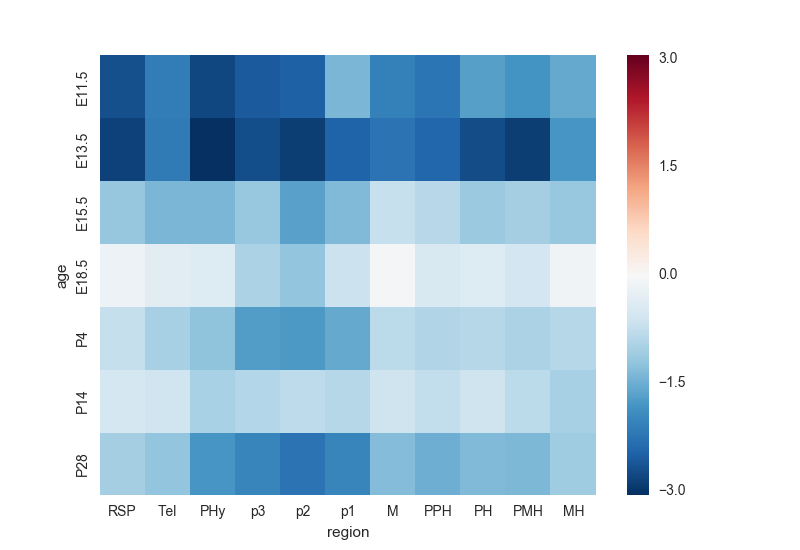 age
E11.5
E13.5
E15.5
E18.5
P4
P14
P28
RSP Tel PHy p3 p2 p1 M PPH PH PMH MH
region
3.0
1.5
0.0
−1.5
−3.0